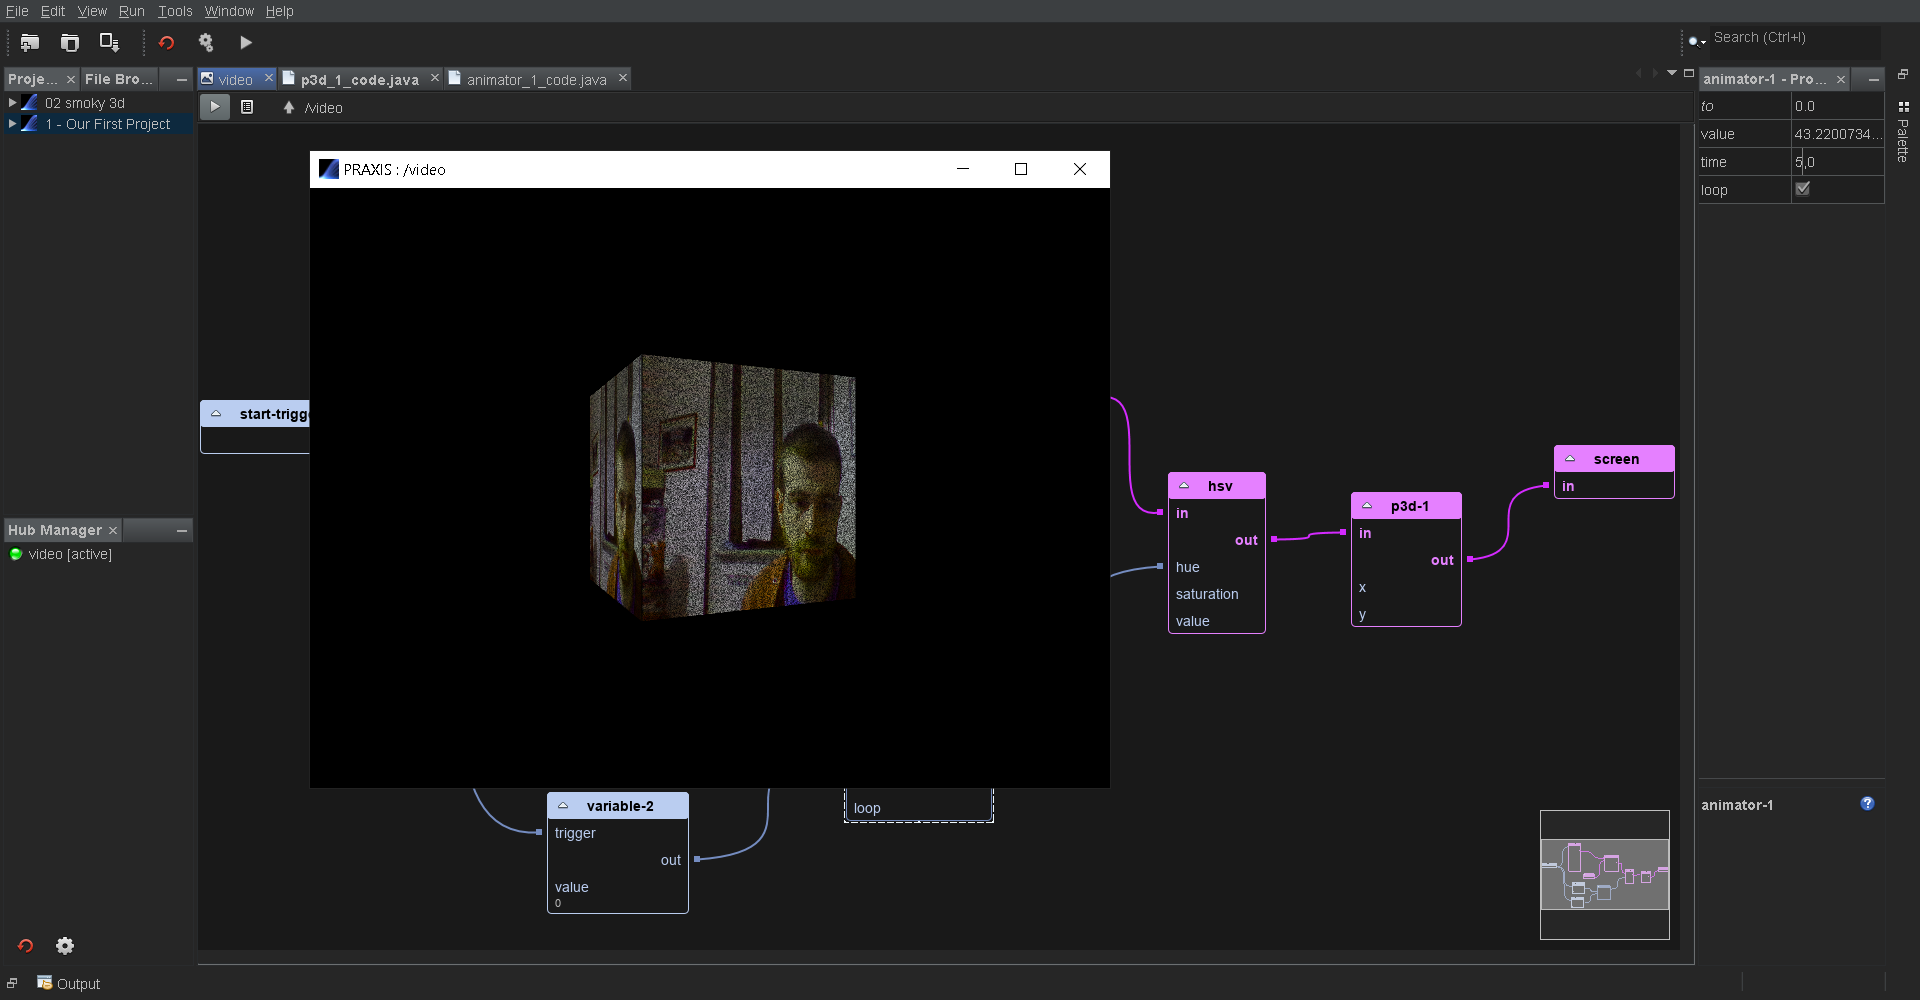 File Edit View Run Tools Window Help
Search (Ctrl+I)
Proje... × File Bro...
video p3d_1_code.java animator_1_code.java
animator-1 - Pro... ×
02 smoky 3d
1 - Our First Project
/video
to 0.0
value 43.2200734...
time 5.0
loop
Palette
PRAXIS : /video
start-trigg
hsv
in
out
hue
saturation
value
p3d-1
in
out
x
y
screen
in
Hub Manager ×
video [active]
variable-2
trigger
out
value
0
loop
animator-1
Output